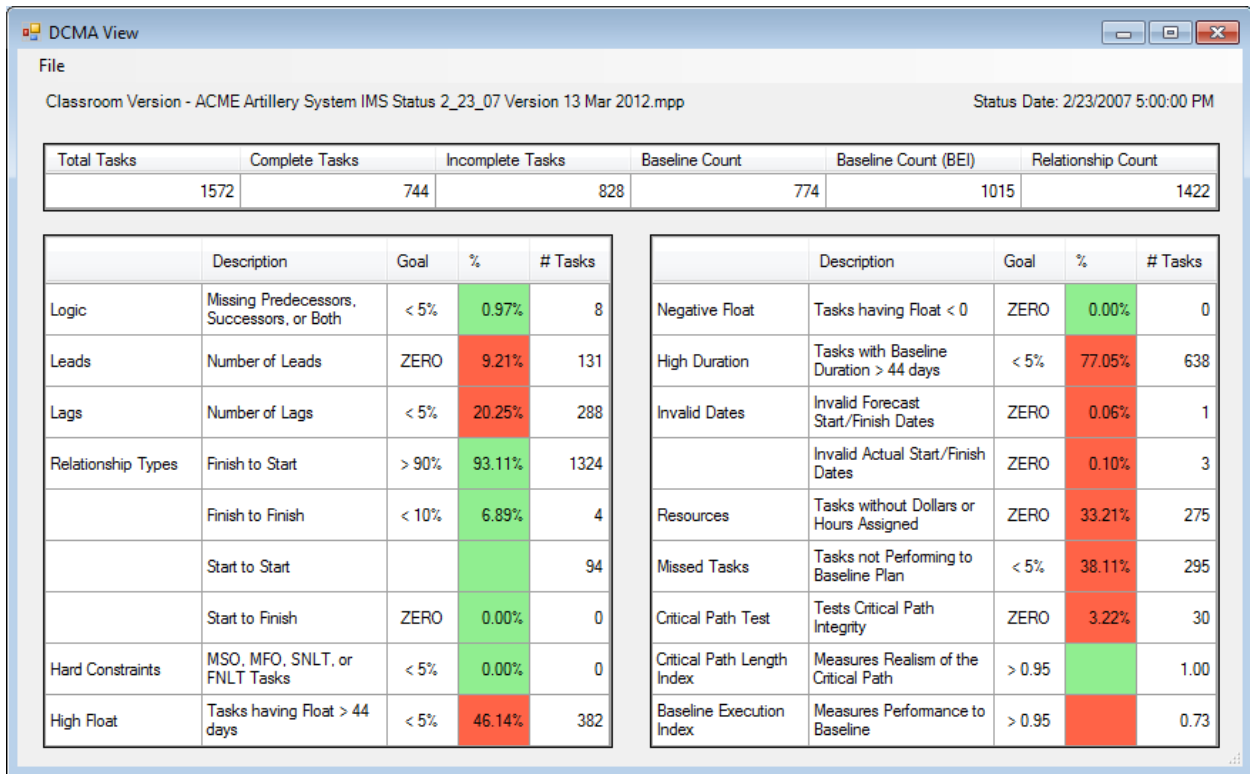 DCMA View
File
Classroom Version - ACME Artillery System IMS Status 2_23_07 Version 13 Mar 2012.mpp Status Date: 2/23/2007 5:00:00 PM
Total Tasks Complete Tasks Incomplete Tasks Baseline Count Baseline Count (BEI) Relationship Count
1572 744 828 774 1015 1422
Description Goal % # Tasks
Logic Missing Predecessors, Successors, or Both < 5% 0.97% 8
Leads Number of Leads ZERO 9.21% 131
Lags Number of Lags < 5% 20.25% 288
Relationship Types Finish to Start > 90% 93.11% 1324
Finish to Finish < 10% 6.89% 4
Start to Start 94
Start to Finish ZERO 0.00% 0
Hard Constraints MSO, MFO, SNLT, or FNLT Tasks < 5% 0.00% 0
High Float Tasks having Float > 44 days < 5% 46.14% 382
Description Goal % # Tasks
Negative Float Tasks having Float < 0 ZERO 0.00% 0
High Duration Tasks with Baseline Duration > 44 days < 5% 77.05% 638
Invalid Dates Invalid Forecast Start/Finish Dates ZERO 0.06% 1
Invalid Actual Start/Finish Dates ZERO 0.10% 3
Resources Tasks without Dollars or Hours Assigned ZERO 33.21% 275
Missed Tasks Tasks not Performing to Baseline Plan < 5% 38.11% 295
Critical Path Test Tests Critical Path Integrity ZERO 3.22% 30
Critical Path Length Index Measures Realism of the Critical Path > 0.95 1.00
Baseline Execution Index Measures Performance to Baseline > 0.95 0.73